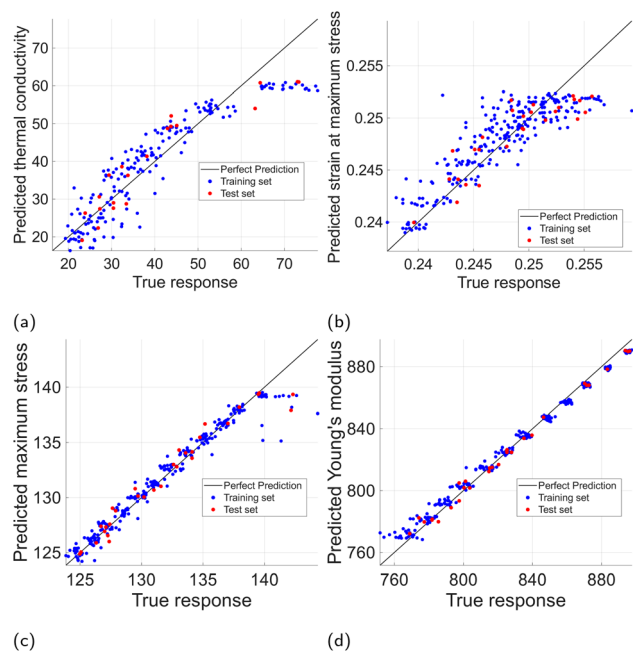 Predicted thermal conductivity
70
60
50
40
30
20
20 30 40 50 60 70
True response
Perfect Prediction
Training set
Test set
(a)
Predicted strain at maximum stress
0.255
0.25
0.245
0.24
0.24 0.245 0.25 0.255
True response
Perfect Prediction
Training set
Test set
(b)
Predicted maximum stress
140
135
130
125
125 130 135 140
True response
Perfect Prediction
Training set
Test set
(c)
Predicted Young's modulus
880
840
800
760
760 800 840 880
True response
Perfect Prediction
Training set
Test set
(d)